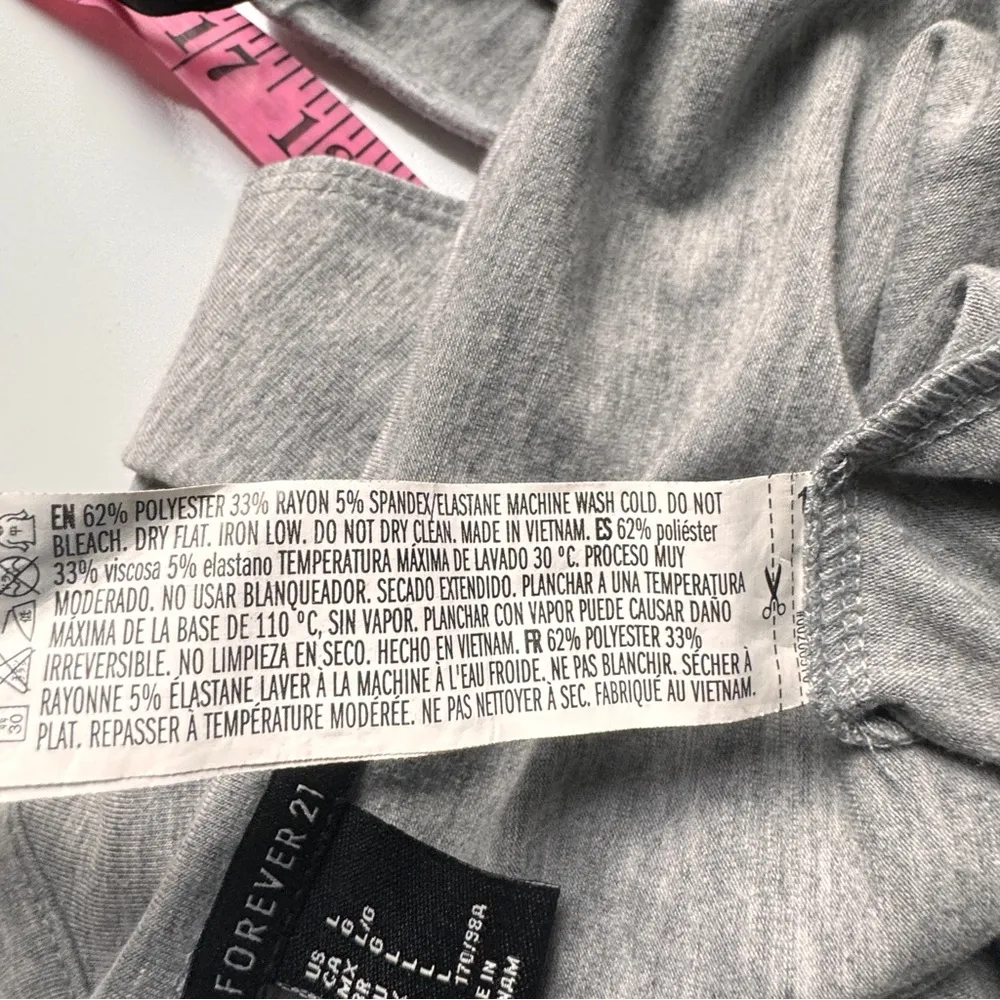 17
EN 62% POLYESTER 33% RAYON 5% SPANDEX/ELASTANE MACHINE WASH COLD. DO NOT
BLEACH. DRY FLAT. IRON LOW. DO NOT DRY CLEAN. MADE IN VIETNAM. ES 62% poliéster
33% viscosa 5% elastano TEMPERATURA MÁXIMA DE LAVADO 30 ºC. PROCESO MUY
MODERADO. NO USAR BLANQUEADOR. SECADO EXTENDIDO. PLANCHAR A UNA TEMPERATURA
MÁXIMA DE LA BASE DE 110 ºC, SIN VAPOR. PLANCHAR CON VAPOR PUEDE CAUSAR DAÑO
IRREVERSIBLE. NO LIMPIEZA EN SECO. HECHO EN VIETNAM. FR 62% POLYESTER 33%
RAYONNE 5% ÉLASTANE LAVER À LA MACHINE À L'EAU FROIDE. NE PAS BLANCHIR. SÉCHER À
PLAT. REPASSER À TEMPÉRATURE MODÉRÉE. NE PAS NETTOYER À SEC. FABRIQUÉ AU VIETNAM.
30
FOREVER 21
US L
CA G
MX L/G
G
L
L
L
170/98A